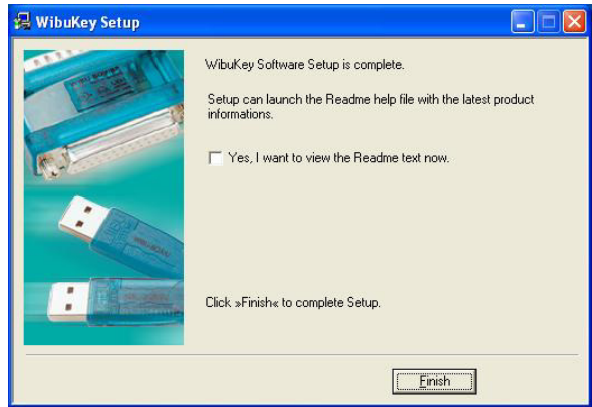 WibuKey Setup
WibuKey Software Setup is complete.
Setup can launch the Readme help file with the latest product
informations.
Yes, I want to view the Readme text now.
Click »Finish« to complete Setup.
Finish